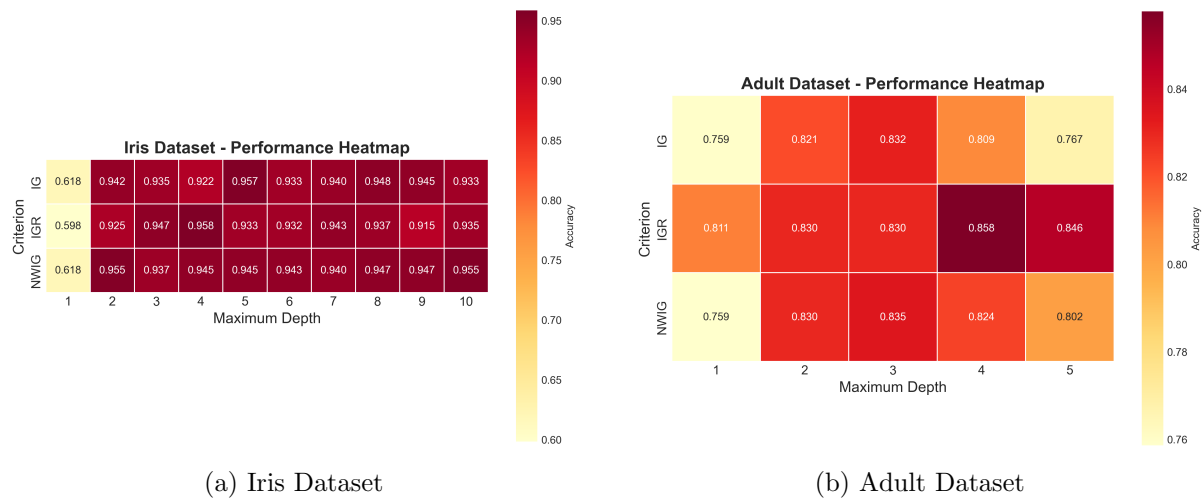 Iris Dataset - Performance Heatmap
Criterion
IG 0.618 0.942 0.935 0.922 0.957 0.933 0.940 0.948 0.945 0.933
IGR 0.598 0.925 0.947 0.958 0.933 0.932 0.943 0.937 0.915 0.935
NWIG 0.618 0.955 0.937 0.945 0.945 0.943 0.940 0.947 0.947 0.955
1 2 3 4 5 6 7 8 9 10
Maximum Depth
0.95
0.90
0.85
0.80
0.75
0.70
0.65
0.60
Accuracy
(a) Iris Dataset
Adult Dataset - Performance Heatmap
Criterion
IG 0.759 0.821 0.832 0.809 0.767
IGR 0.811 0.830 0.830 0.858 0.846
NWIG 0.759 0.830 0.835 0.824 0.802
1 2 3 4 5
Maximum Depth
0.84
0.82
0.80
0.78
0.76
Accuracy
(b) Adult Dataset